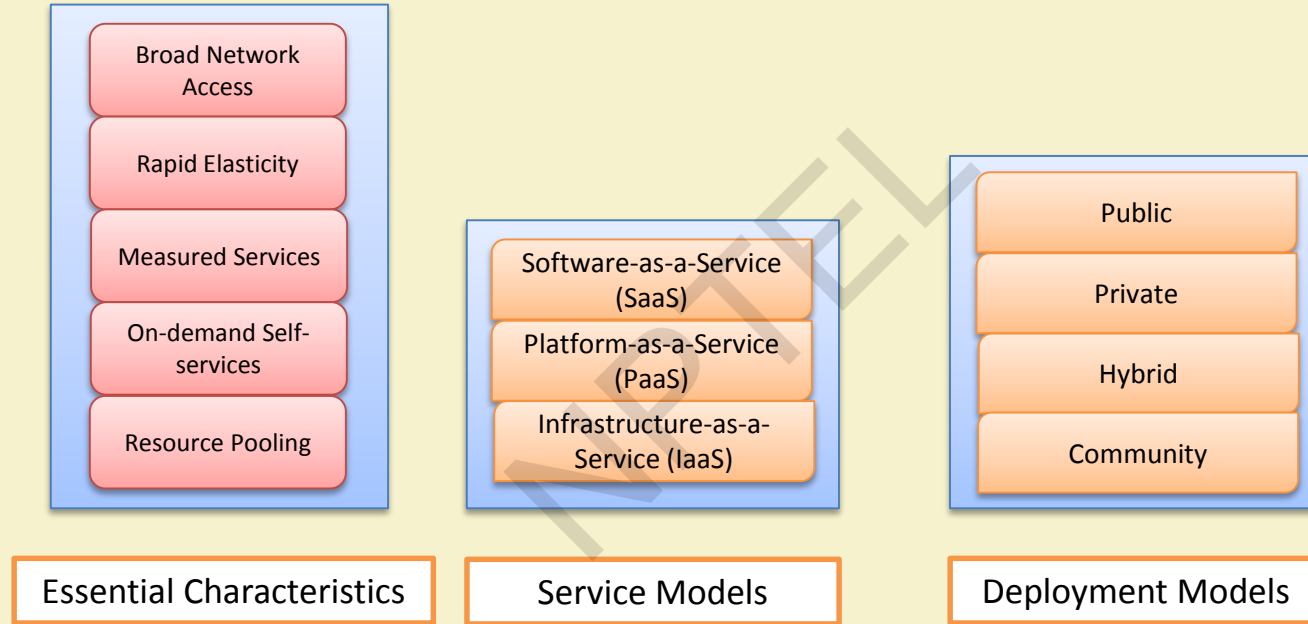 Broad Network
Access
Rapid Elasticity
Measured Services
On-demand Self-
services
Resource Pooling
Essential Characteristics
Software-as-a-Service
(SaaS)
Platform-as-a-Service
(PaaS)
Infrastructure-as-a-
Service (IaaS)
Service Models
Public
Private
Hybrid
Community
Deployment Models
NPTEL